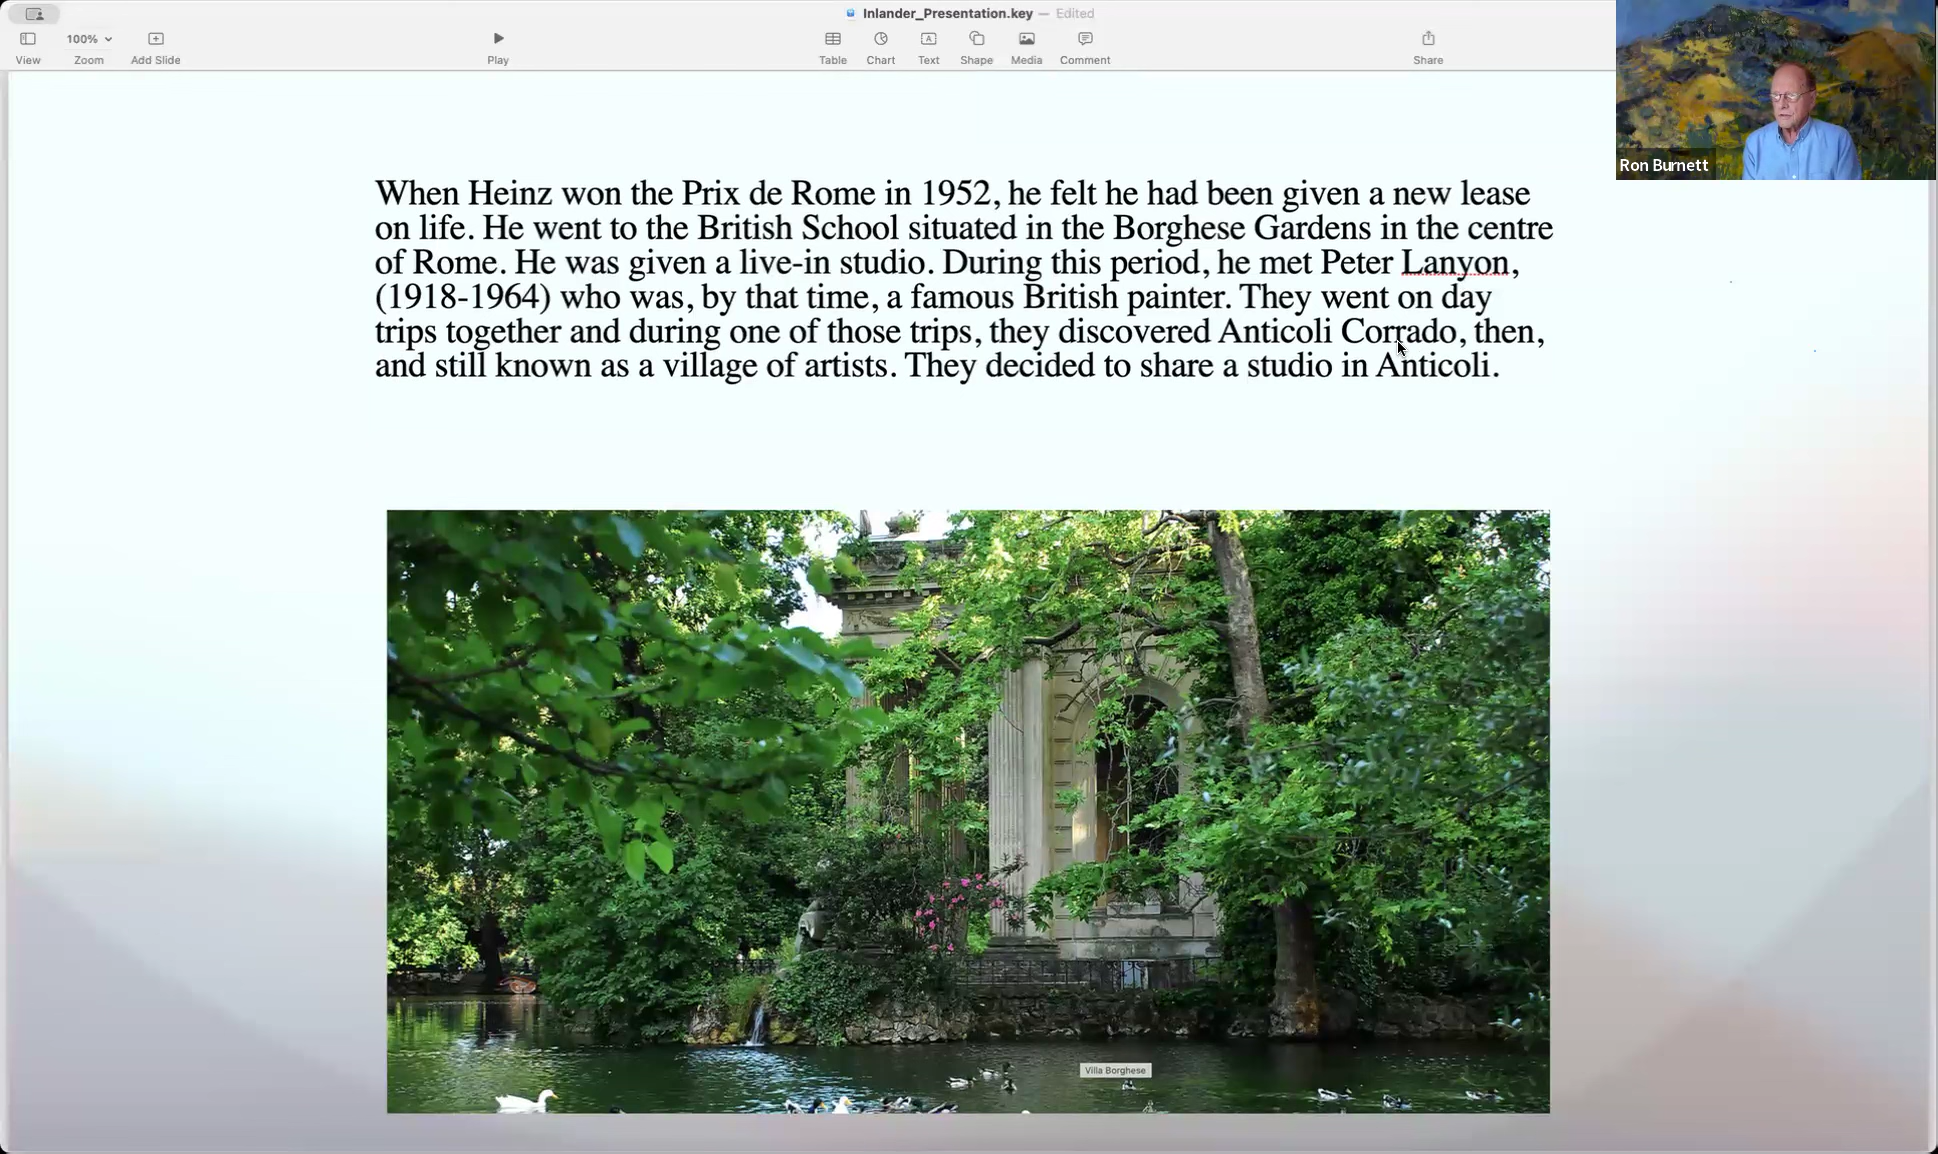 Inlander_Presentation.key — Edited
100%
View
Zoom
Add Slide
Play
Table
Chart
Text
Shape
Media
Comment
Share
Ron Burnett
When Heinz won the Prix de Rome in 1952, he felt he had been given a new lease
on life. He went to the British School situated in the Borghese Gardens in the centre
of Rome. He was given a live-in studio. During this period, he met Peter Lanyon,
(1918-1964) who was, by that time, a famous British painter. They went on day
trips together and during one of those trips, they discovered Anticoli Corrado, then,
and still known as a village of artists. They decided to share a studio in Anticoli.
Villa Borghese